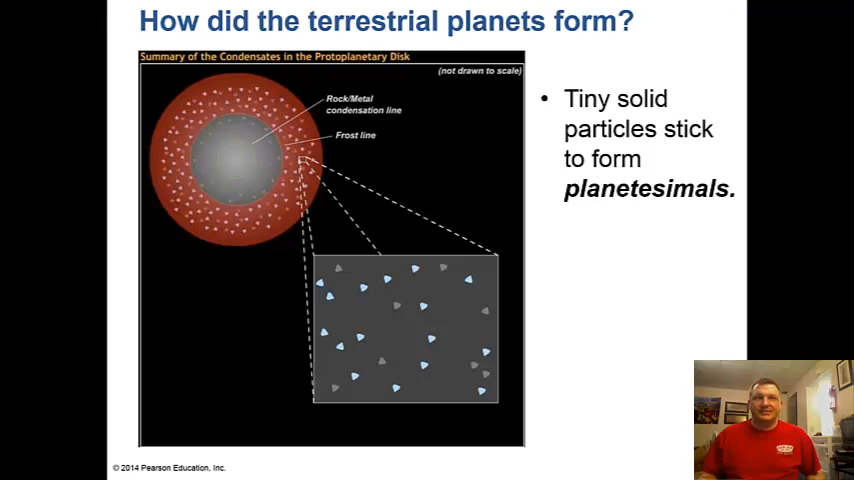 How did the terrestrial planets form?
Summary of the Condensates in the Protoplanetary Disk
(not drawn to scale)
Rock/Metal
condensation line
Frost line
• Tiny solid
particles stick
to form
planetesimals.
© 2014 Pearson Education, Inc.